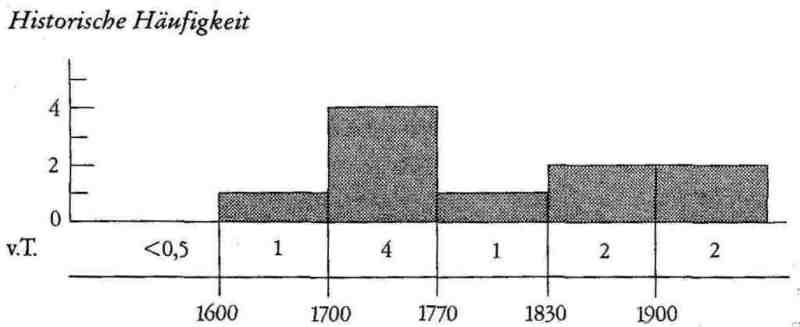 Historische Häufigkeit
4
2
0
v.T. <0,5 1 4 1 2 2
1600 1700 1770 1830 1900